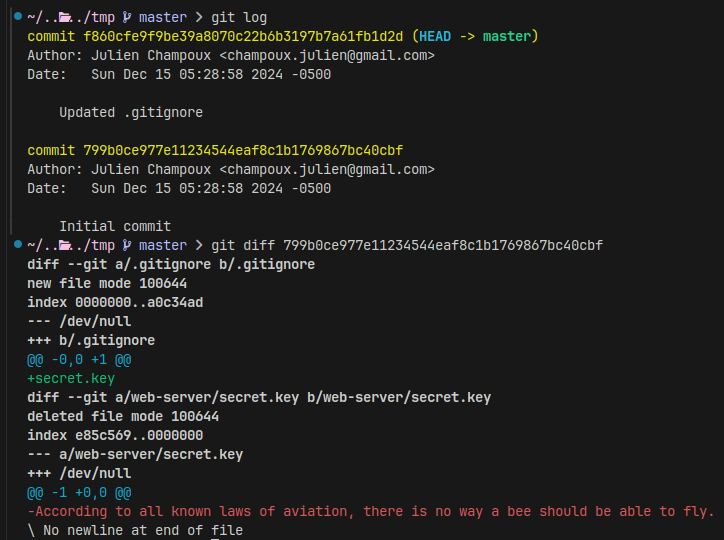 ~/../../tmp master > git log
commit f860cfe9f9be39a8070c22b6b3197b7a61fb1d2d (HEAD -> master)
Author: Julien Champoux <champoux.julien@gmail.com>
Date:   Sun Dec 15 05:28:58 2024 -0500
    Updated .gitignore
commit 799b0ce977e11234544eaf8c1b1769867bc40cbf
Author: Julien Champoux <champoux.julien@gmail.com>
Date:   Sun Dec 15 05:28:58 2024 -0500
    Initial commit
~/../../tmp master > git diff 799b0ce977e11234544eaf8c1b1769867bc40cbf
diff --git a/.gitignore b/.gitignore
new file mode 100644
index 0000000..a0c34ad
--- /dev/null
+++ b/.gitignore
@@ -0,0 +1 @@
+secret.key
diff --git a/web-server/secret.key b/web-server/secret.key
deleted file mode 100644
index e85c569..0000000
--- a/web-server/secret.key
+++ /dev/null
@@ -1 +0,0 @@
-According to all known laws of aviation, there is no way a bee should be able to fly.
\ No newline at end of file